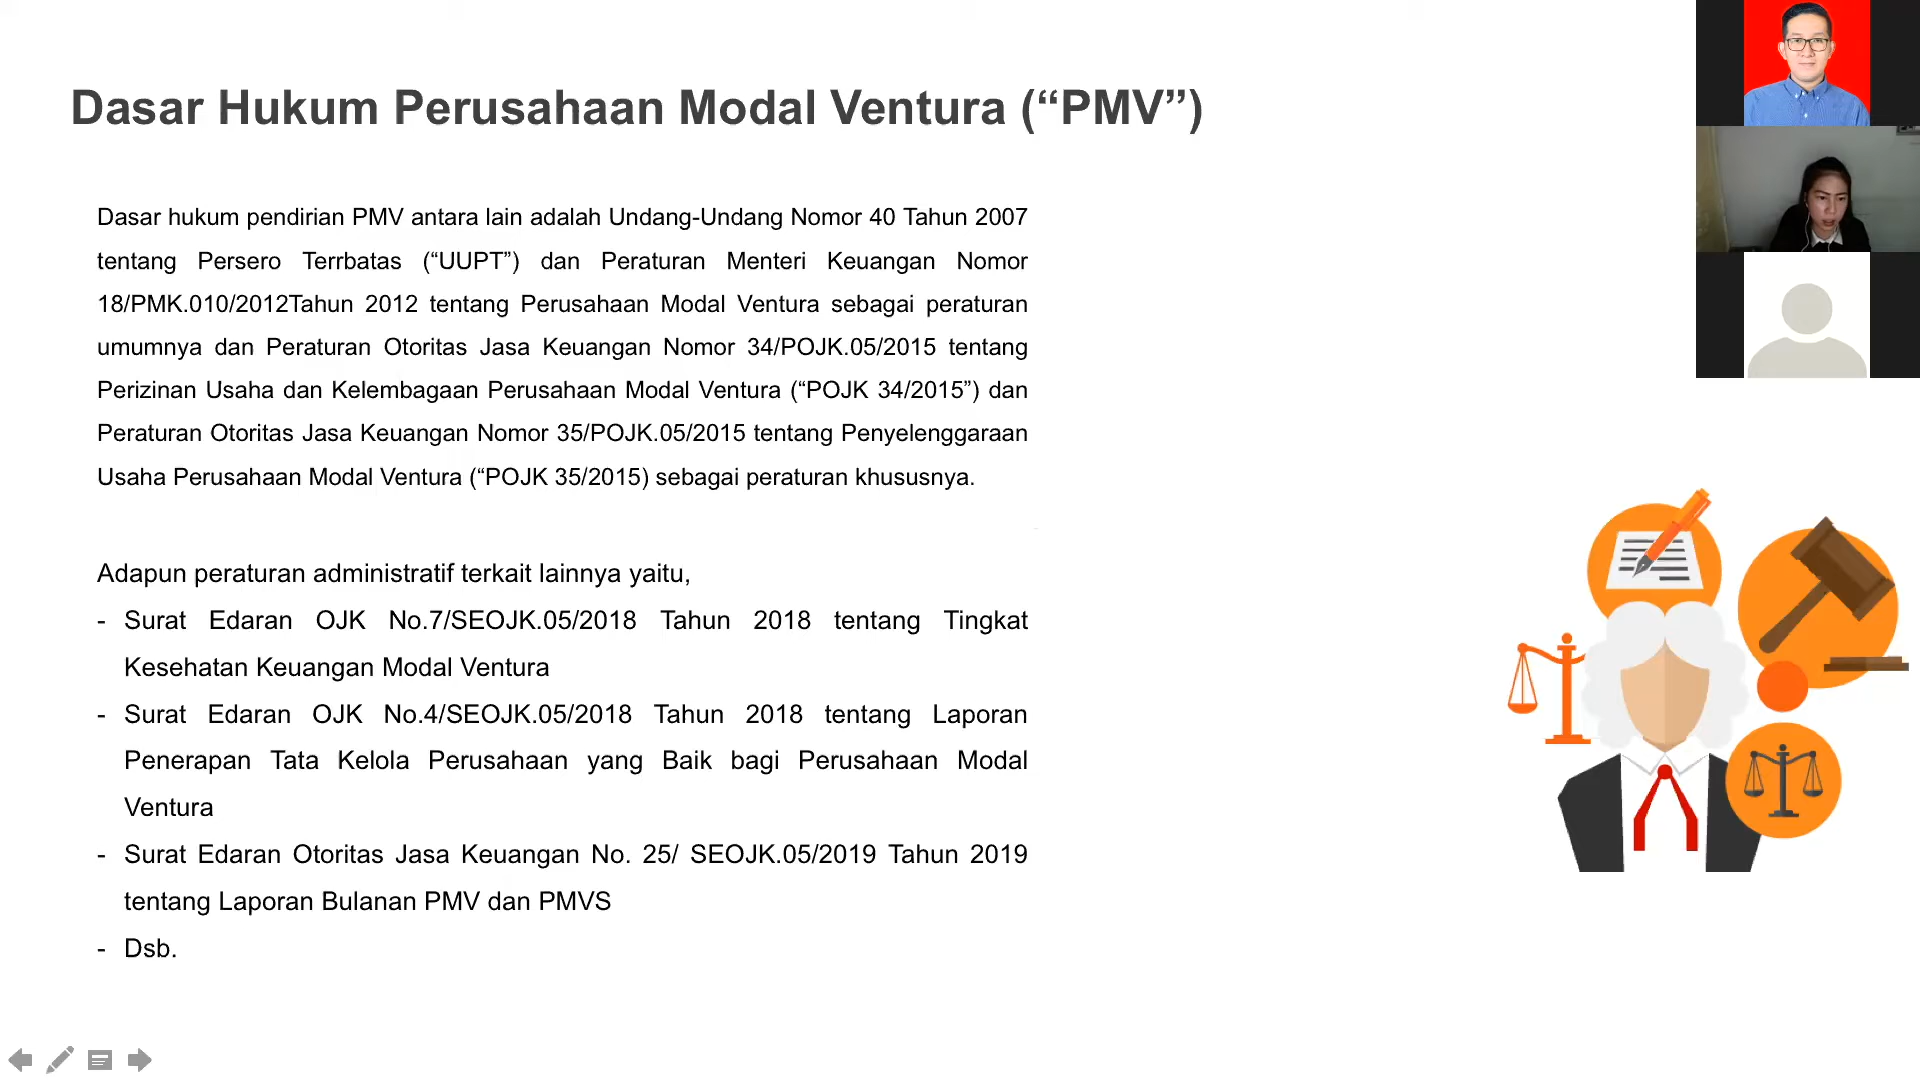 Dasar Hukum Perusahaan Modal Ventura (“PMV”)
Dasar hukum pendirian PMV antara lain adalah Undang-Undang Nomor 40 Tahun 2007
tentang Persero Terrbatas (“UUPT”) dan Peraturan Menteri Keuangan Nomor
18/PMK.010/2012Tahun 2012 tentang Perusahaan Modal Ventura sebagai peraturan
umumnya dan Peraturan Otoritas Jasa Keuangan Nomor 34/POJK.05/2015 tentang
Perizinan Usaha dan Kelembagaan Perusahaan Modal Ventura (“POJK 34/2015”) dan
Peraturan Otoritas Jasa Keuangan Nomor 35/POJK.05/2015 tentang Penyelenggaraan
Usaha Perusahaan Modal Ventura (“POJK 35/2015) sebagai peraturan khususnya.
Adapun peraturan administratif terkait lainnya yaitu,
- Surat Edaran OJK No.7/SEOJK.05/2018 Tahun 2018 tentang Tingkat
Kesehatan Keuangan Modal Ventura
- Surat Edaran OJK No.4/SEOJK.05/2018 Tahun 2018 tentang Laporan
Penerapan Tata Kelola Perusahaan yang Baik bagi Perusahaan Modal
Ventura
- Surat Edaran Otoritas Jasa Keuangan No. 25/ SEOJK.05/2019 Tahun 2019
tentang Laporan Bulanan PMV dan PMVS
- Dsb.